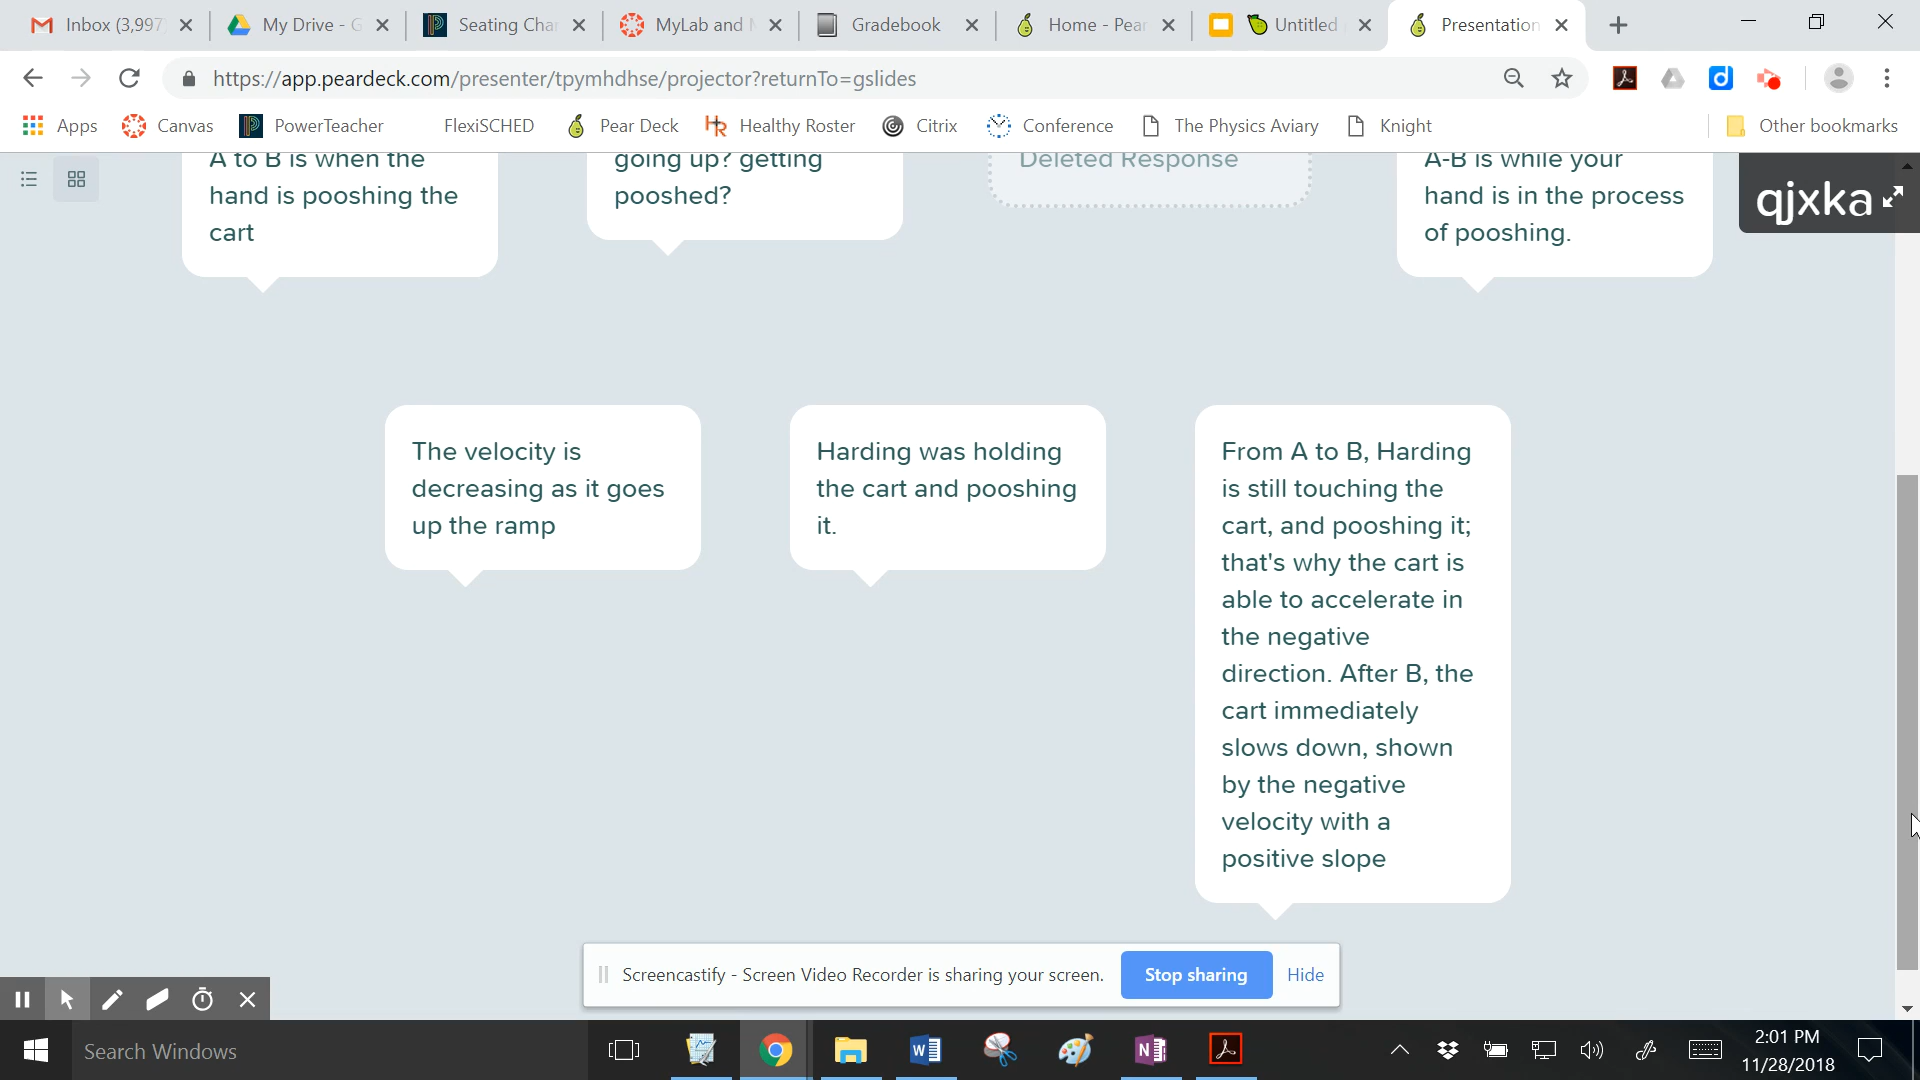 Inbox (3,997
My Drive - G
Seating Cha
MyLab and
Gradebook
Home - Pear
Untitled
Presentation
https://app.peardeck.com/presenter/tpymhdhse/projector?returnTo=gslides
Apps
Canvas
PowerTeacher
FlexiSCHED
Pear Deck
Healthy Roster
Citrix
Conference
The Physics Aviary
Knight
Other bookmarks
A to B is when the
hand is pooshing the
cart
going up? getting
pooshed?
Deleted Response
A-B is while your
hand is in the process
of pooshing.
qjxka
The velocity is
decreasing as it goes
up the ramp
Harding was holding
the cart and pooshing
it.
From A to B, Harding
is still touching the
cart, and pooshing it;
that's why the cart is
able to accelerate in
the negative
direction. After B, the
cart immediately
slows down, shown
by the negative
velocity with a
positive slope
Screencastify - Screen Video Recorder is sharing your screen.
Stop sharing
Hide
Search Windows
2:01 PM
11/28/2018